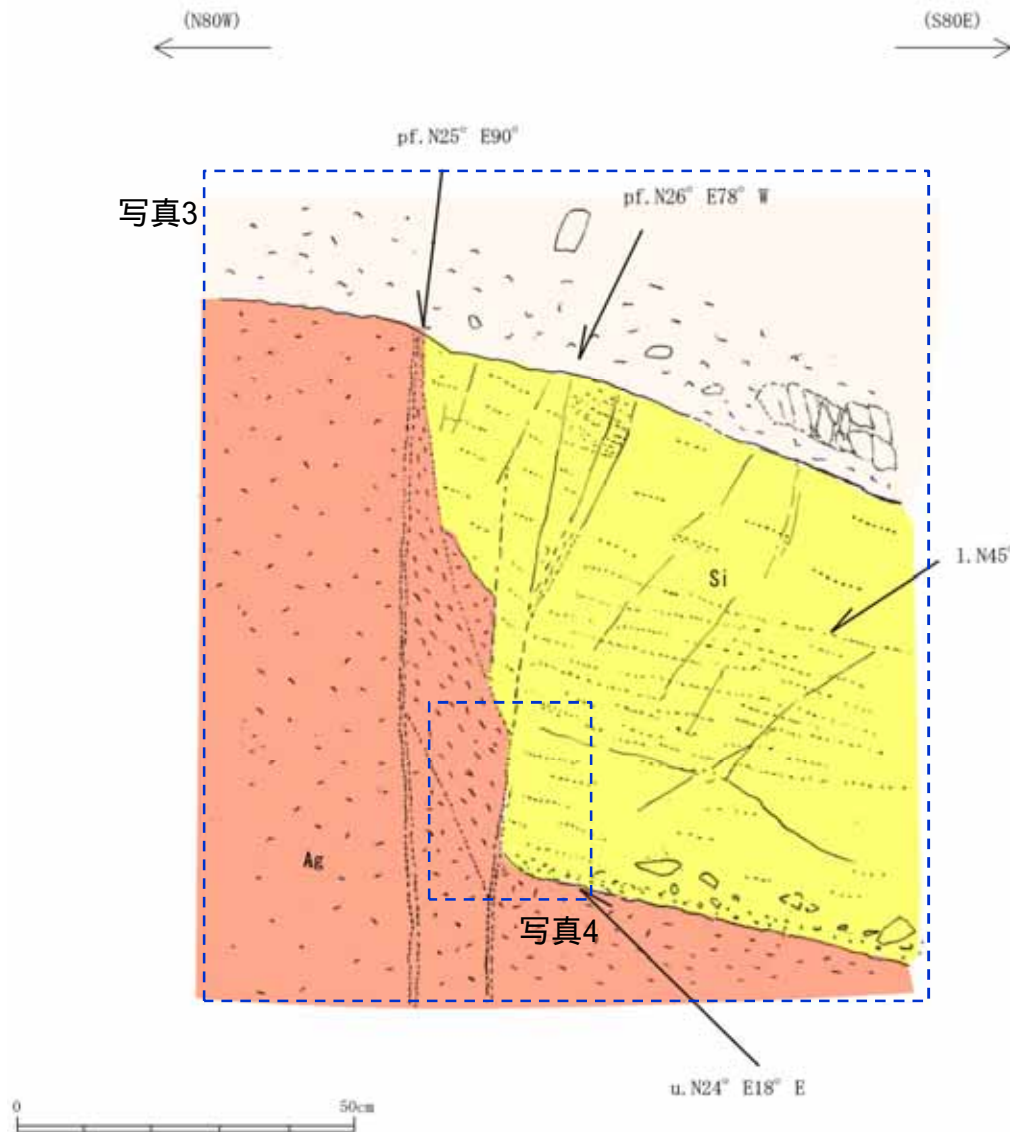 (N80W) (S80E)
pf. N25° E90°
写真3
pf. N26° E78° W
l. N45°
Si
Ag
写真4
u. N24° E18° E
0 50cm